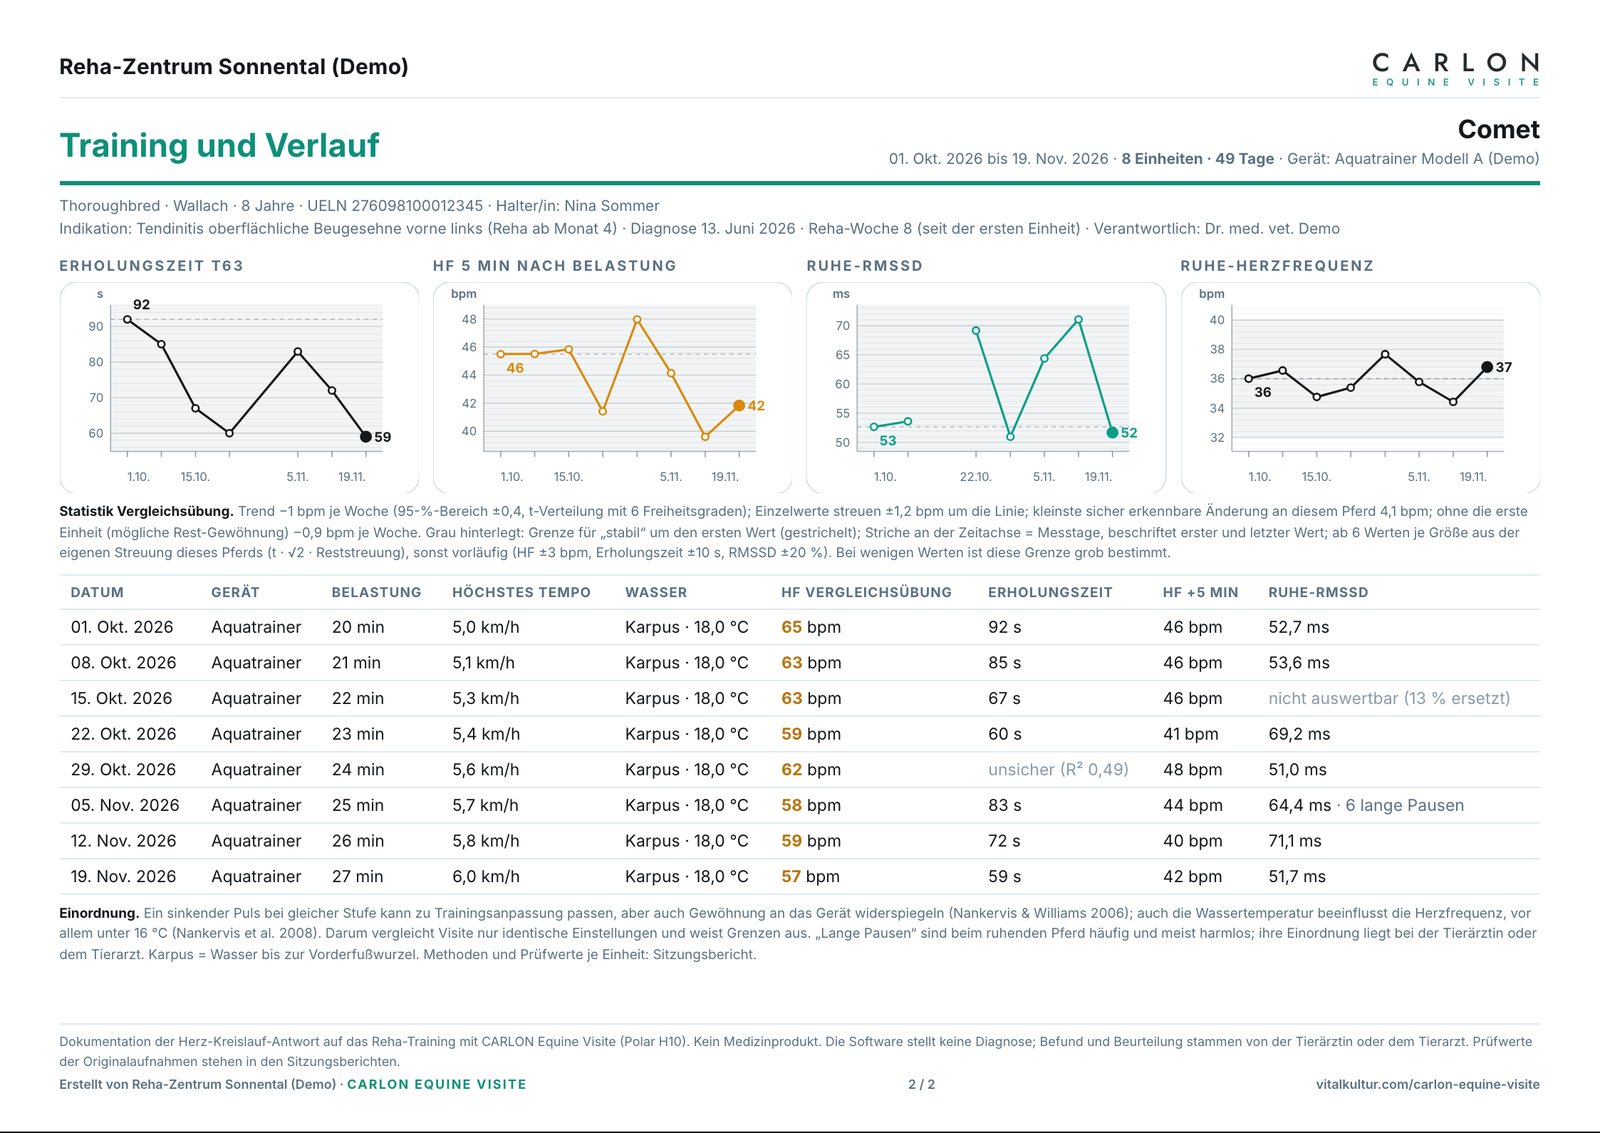 Reha-Zentrum Sonnental (Demo)
CARLON
EQUINE VISITE
Training und Verlauf
Comet
01. Okt. 2026 bis 19. Nov. 2026 · 8 Einheiten · 49 Tage · Gerät: Aquatrainer Modell A (Demo)
Thoroughbred · Wallach · 8 Jahre · UELN 276098100012345 · Halter/in: Nina Sommer
Indikation: Tendinitis oberflächliche Beugesehne vorne links (Reha ab Monat 4) · Diagnose 13. Juni 2026 · Reha-Woche 8 (seit der ersten Einheit) · Verantwortlich: Dr. med. vet. Demo
ERHOLUNGSZEIT T63
s
92
90
80
70
60
59
1.10. 15.10. 5.11. 19.11.
HF 5 MIN NACH BELASTUNG
bpm
48
46
46
44
42
42
40
1.10. 15.10. 5.11. 19.11.
RUHE-RMSSD
ms
70
65
60
55
53
52
50
1.10. 22.10. 5.11. 19.11.
RUHE-HERZFREQUENZ
bpm
40
38
37
36
36
34
32
1.10. 15.10. 5.11. 19.11.
Statistik Vergleichsübung. Trend −1 bpm je Woche (95-%-Bereich ±0,4, t-Verteilung mit 6 Freiheitsgraden); Einzelwerte streuen ±1,2 bpm um die Linie; kleinste sicher erkennbare Änderung an diesem Pferd 4,1 bpm; ohne die erste
Einheit (mögliche Rest-Gewöhnung) −0,9 bpm je Woche. Grau hinterlegt: Grenze für „stabil“ um den ersten Wert (gestrichelt); Striche an der Zeitachse = Messtage, beschriftet erster und letzter Wert; ab 6 Werten je Größe aus der
eigenen Streuung dieses Pferds (t · √2 · Reststreuung), sonst vorläufig (HF ±3 bpm, Erholungszeit ±10 s, RMSSD ±20 %). Bei wenigen Werten ist diese Grenze grob bestimmt.
DATUM GERÄT BELASTUNG HÖCHSTES TEMPO WASSER HF VERGLEICHSÜBUNG ERHOLUNGSZEIT HF +5 MIN RUHE-RMSSD
01. Okt. 2026 Aquatrainer 20 min 5,0 km/h Karpus · 18,0 °C 65 bpm 92 s 46 bpm 52,7 ms
08. Okt. 2026 Aquatrainer 21 min 5,1 km/h Karpus · 18,0 °C 63 bpm 85 s 46 bpm 53,6 ms
15. Okt. 2026 Aquatrainer 22 min 5,3 km/h Karpus · 18,0 °C 63 bpm 67 s 46 bpm nicht auswertbar (13 % ersetzt)
22. Okt. 2026 Aquatrainer 23 min 5,4 km/h Karpus · 18,0 °C 59 bpm 60 s 41 bpm 69,2 ms
29. Okt. 2026 Aquatrainer 24 min 5,6 km/h Karpus · 18,0 °C 62 bpm unsicher (R² 0,49) 48 bpm 51,0 ms
05. Nov. 2026 Aquatrainer 25 min 5,7 km/h Karpus · 18,0 °C 58 bpm 83 s 44 bpm 64,4 ms · 6 lange Pausen
12. Nov. 2026 Aquatrainer 26 min 5,8 km/h Karpus · 18,0 °C 59 bpm 72 s 40 bpm 71,1 ms
19. Nov. 2026 Aquatrainer 27 min 6,0 km/h Karpus · 18,0 °C 57 bpm 59 s 42 bpm 51,7 ms
Einordnung. Ein sinkender Puls bei gleicher Stufe kann zu Trainingsanpassung passen, aber auch Gewöhnung an das Gerät widerspiegeln (Nankervis & Williams 2006); auch die Wassertemperatur beeinflusst die Herzfrequenz, vor
allem unter 16 °C (Nankervis et al. 2008). Darum vergleicht Visite nur identische Einstellungen und weist Grenzen aus. „Lange Pausen“ sind beim ruhenden Pferd häufig und meist harmlos; ihre Einordnung liegt bei der Tierärztin oder
dem Tierarzt. Karpus = Wasser bis zur Vorderfußwurzel. Methoden und Prüfwerte je Einheit: Sitzungsbericht.
Dokumentation der Herz-Kreislauf-Antwort auf das Reha-Training mit CARLON Equine Visite (Polar H10). Kein Medizinprodukt. Die Software stellt keine Diagnose; Befund und Beurteilung stammen von der Tierärztin oder dem Tierarzt. Prüfwerte
der Originalaufnahmen stehen in den Sitzungsberichten.
Erstellt von Reha-Zentrum Sonnental (Demo) · CARLON EQUINE VISITE
2 / 2
vitalkultur.com/carlon-equine-visite